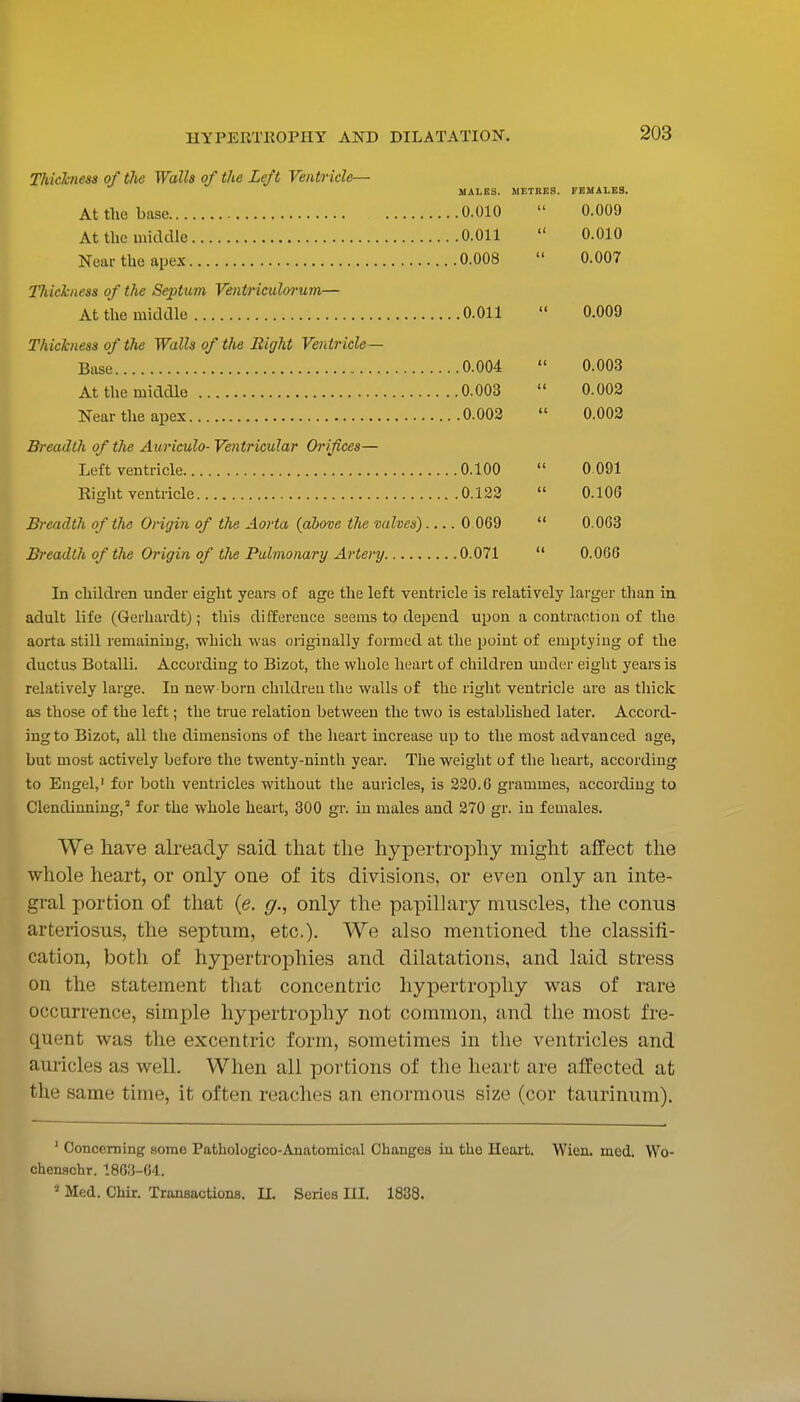 HYPERTROPHY AND DILATATION. 203
Thickness of the Walls of the Left Ventricle—
MALES. METRES. FEMALES.
At the base.......................... .........0.010 “ 0.009
At the middle..............................0.011 “ 0.010
Near the apex..............................0.008 “ 0.007
Thickness of the Septum Ventriculorum—
At the middle..............................0.011 “ 0.009
Thickness of the Walls of the Right Ventricle—
Base..............................0.004 “ 0.003
At the middle..............................0.003 “ 0.002
Near the apex..............................0.002 “ 0.002
Breadth of the Auriculo-Ventricular Orifices—
Left ventricle..............................0.100 “ 0 091
Right ventricle..............................0.122 “ 0.106
Breadth of the Origin of the Aorta (above the valves).... 0 069 “ 0.063
Breadth of the Origin of the Pulmonary Artery.........0.071 “ 0.066
In children under eight years of age the left ventricle is relatively larger than in
adult life (Gerhardt); this difference seems to depend upon a contraction of the
aorta still remaining, which was originally formed at the point of emptying of the
ductus Botalli. According to Bizot, the whole heart of children under eight years is
relatively large. In new-born children the walls of the right ventricle are as thick
as those of the left; the true relation between the two is established later. Accord-
ing to Bizot, all the dimensions of the heart increase up to the most advanced age,
but most actively before the twenty-ninth year. The weight of the heart, according
to Engel,¹ for both ventricles without the auricles, is 220.6 grammes, according to
Clendinning,² for the whole heart, 300 gr. in males and 270 gr. in females.
We have already said that the hypertrophy might affect the
whole heart, or only one of its divisions, or even only an inte-
gral portion of that (e. g., only the papillary muscles, the conus
arteriosus, the septum, etc.). We also mentioned the classifi-
cation, both of hypertrophies and dilatations, and laid stress
on the statement that concentric hypertrophy was of rare
occurrence, simple hypertrophy not common, and the most fre-
quent was the excentric form, sometimes in the ventricles and
auricles as well. When all portions of the heart are affected at
the same time, it often reaches an enormous size (cor taurinum).
¹ Concerning some Pathologico-Anatomical Changes in the Heart. Wien. med. Wo-
chenschr. 1863-64.
² Med. Chir. Transactions. II. Series III. 1838.